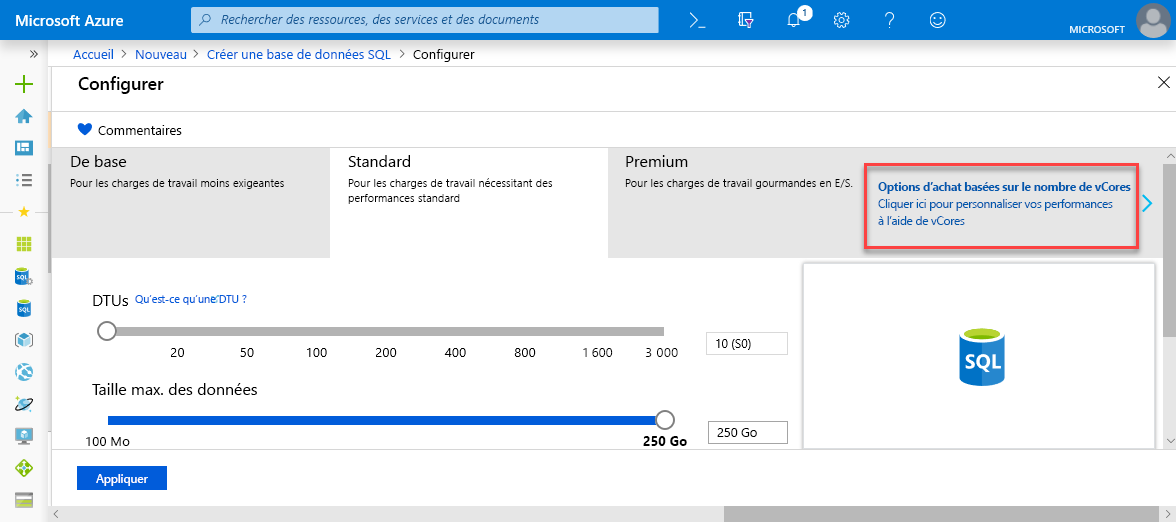 Microsoft Azure
Rechercher des ressources, des services et des documents
1
MICROSOFT
Accueil > Nouveau > Créer une base de données SQL > Configurer
Configurer
Commentaires
De base
Pour les charges de travail moins exigeantes
Standard
Pour les charges de travail nécessitant des
performances standard
Premium
Pour les charges de travail gourmandes en E/S.
Options d'achat basées sur le nombre de vCores
Cliquer ici pour personnaliser vos performances
à l'aide de vCores
DTUs Qu'est-ce qu'une DTU ?
20 50 100 200 400 800 1 600 3 000
10 (S0)
Taille max. des données
100 Mo 250 Go
250 Go
SQL
Appliquer
SQL
SQL